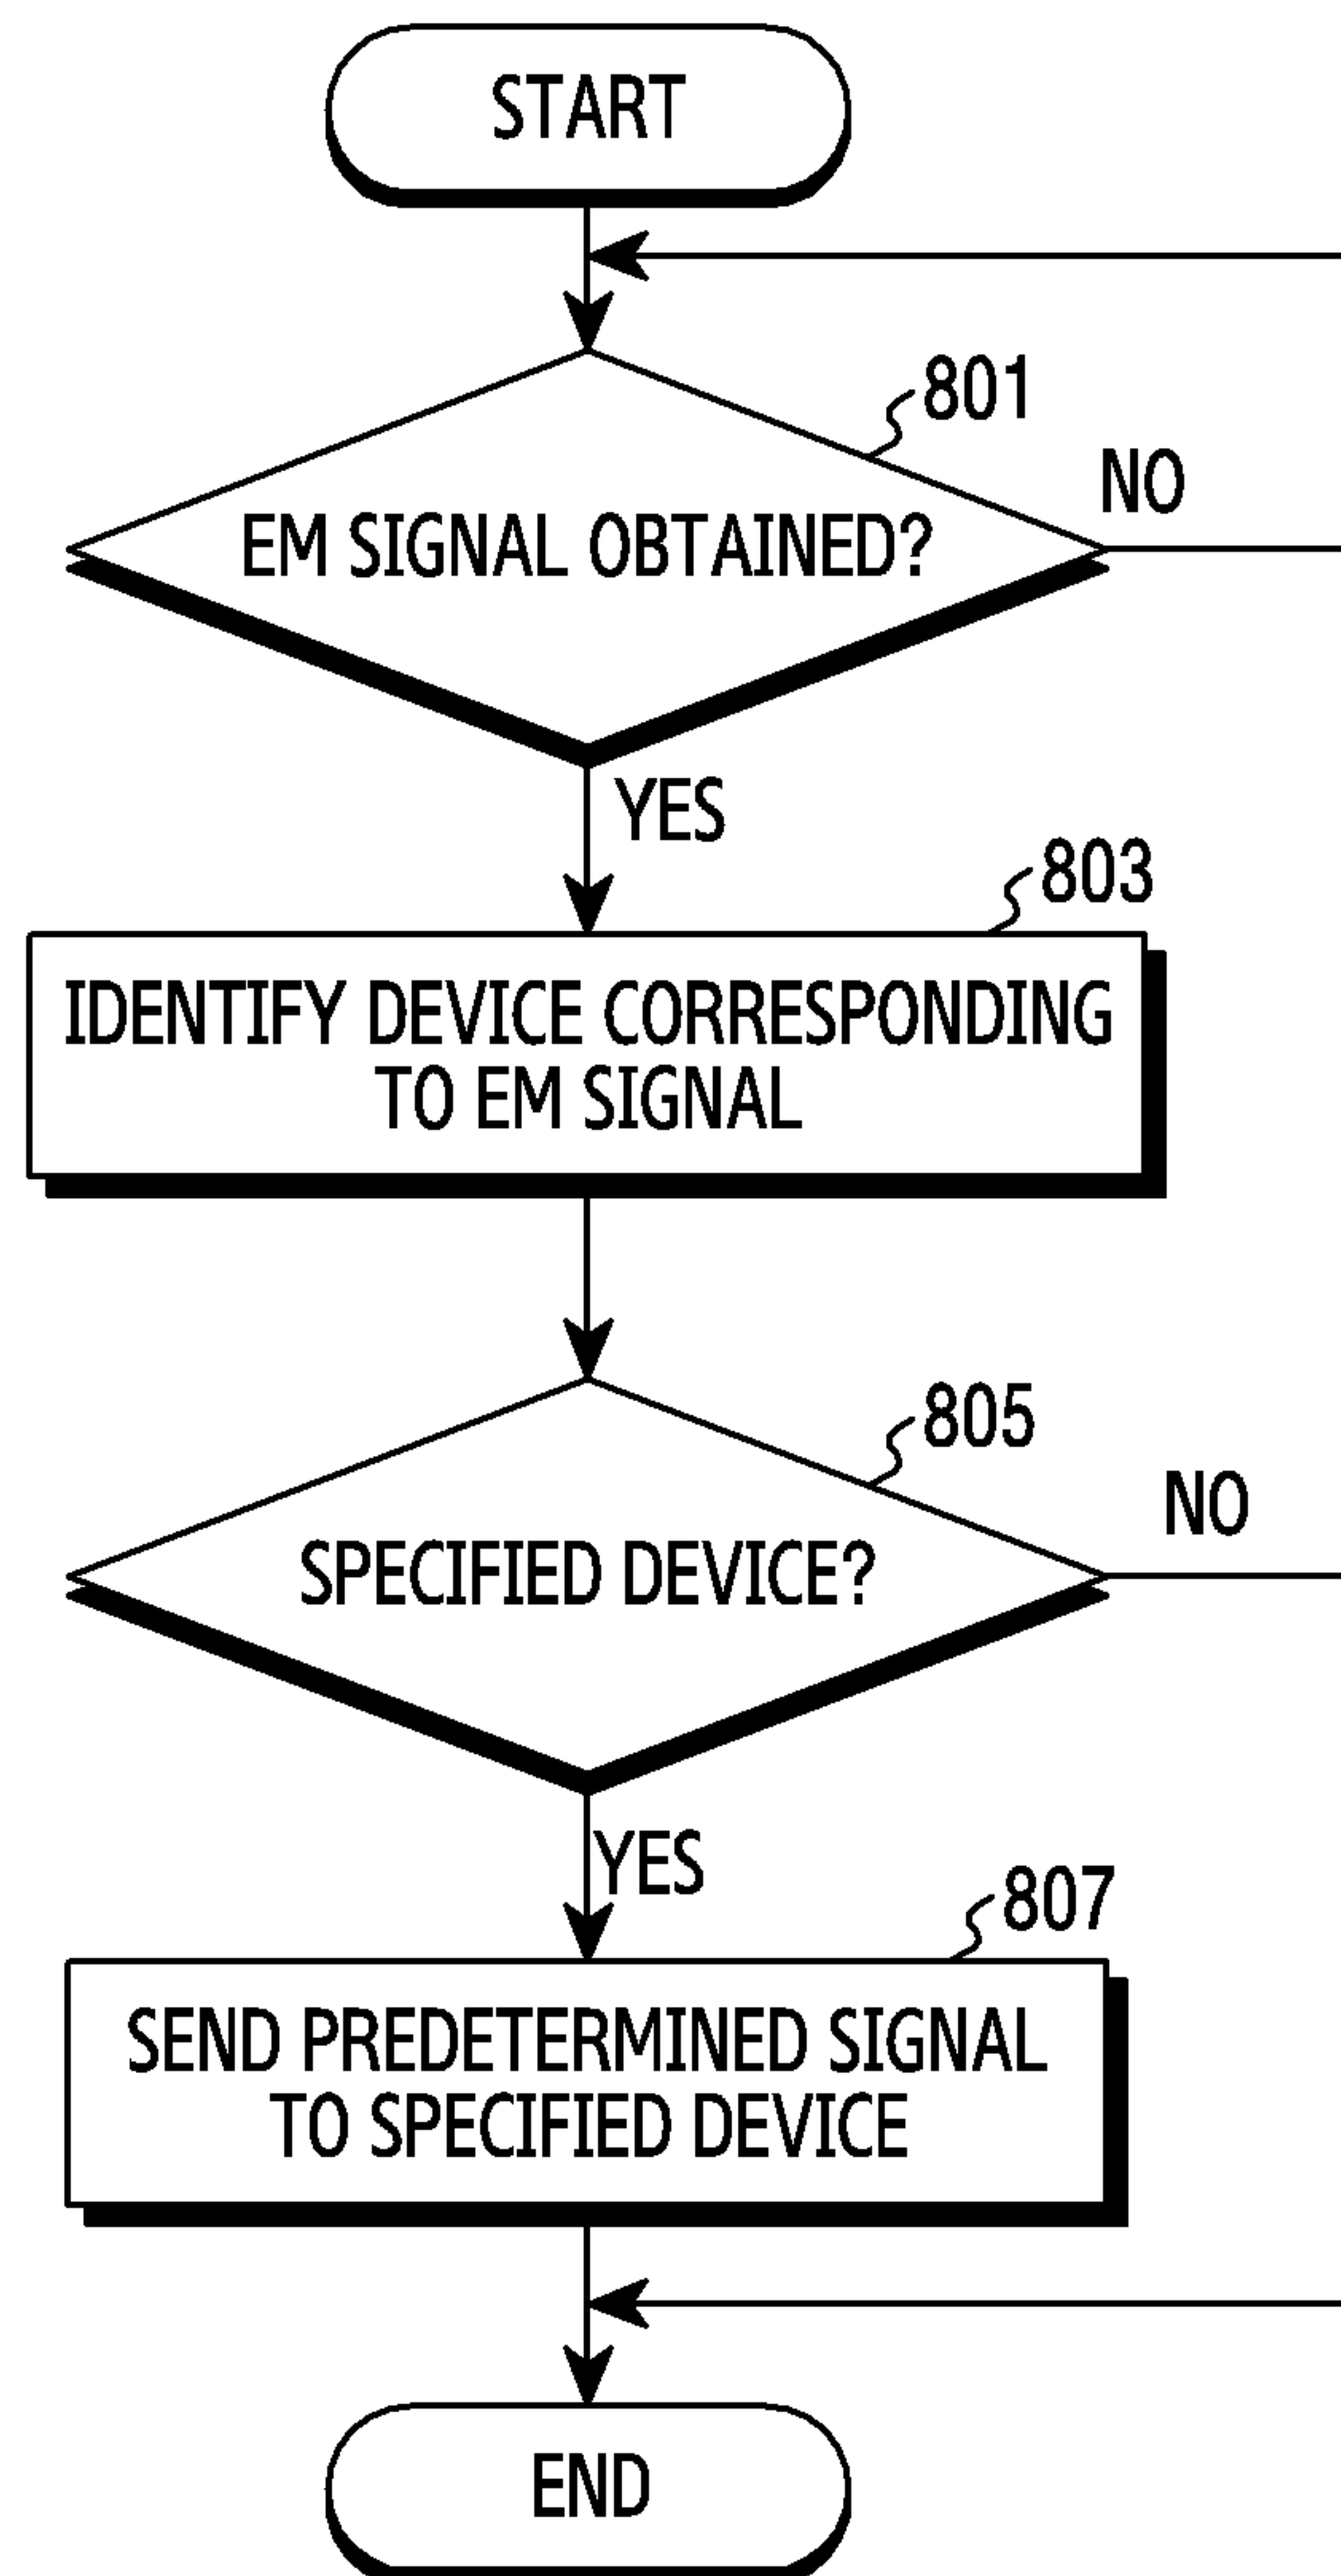 START
801
NO
EM SIGNAL OBTAINED?
YES
803
IDENTIFY DEVICE CORRESPONDING
TO EM SIGNAL
805
NO
SPECIFIED DEVICE?
YES
807
SEND PREDETERMINED SIGNAL
TO SPECIFIED DEVICE
END